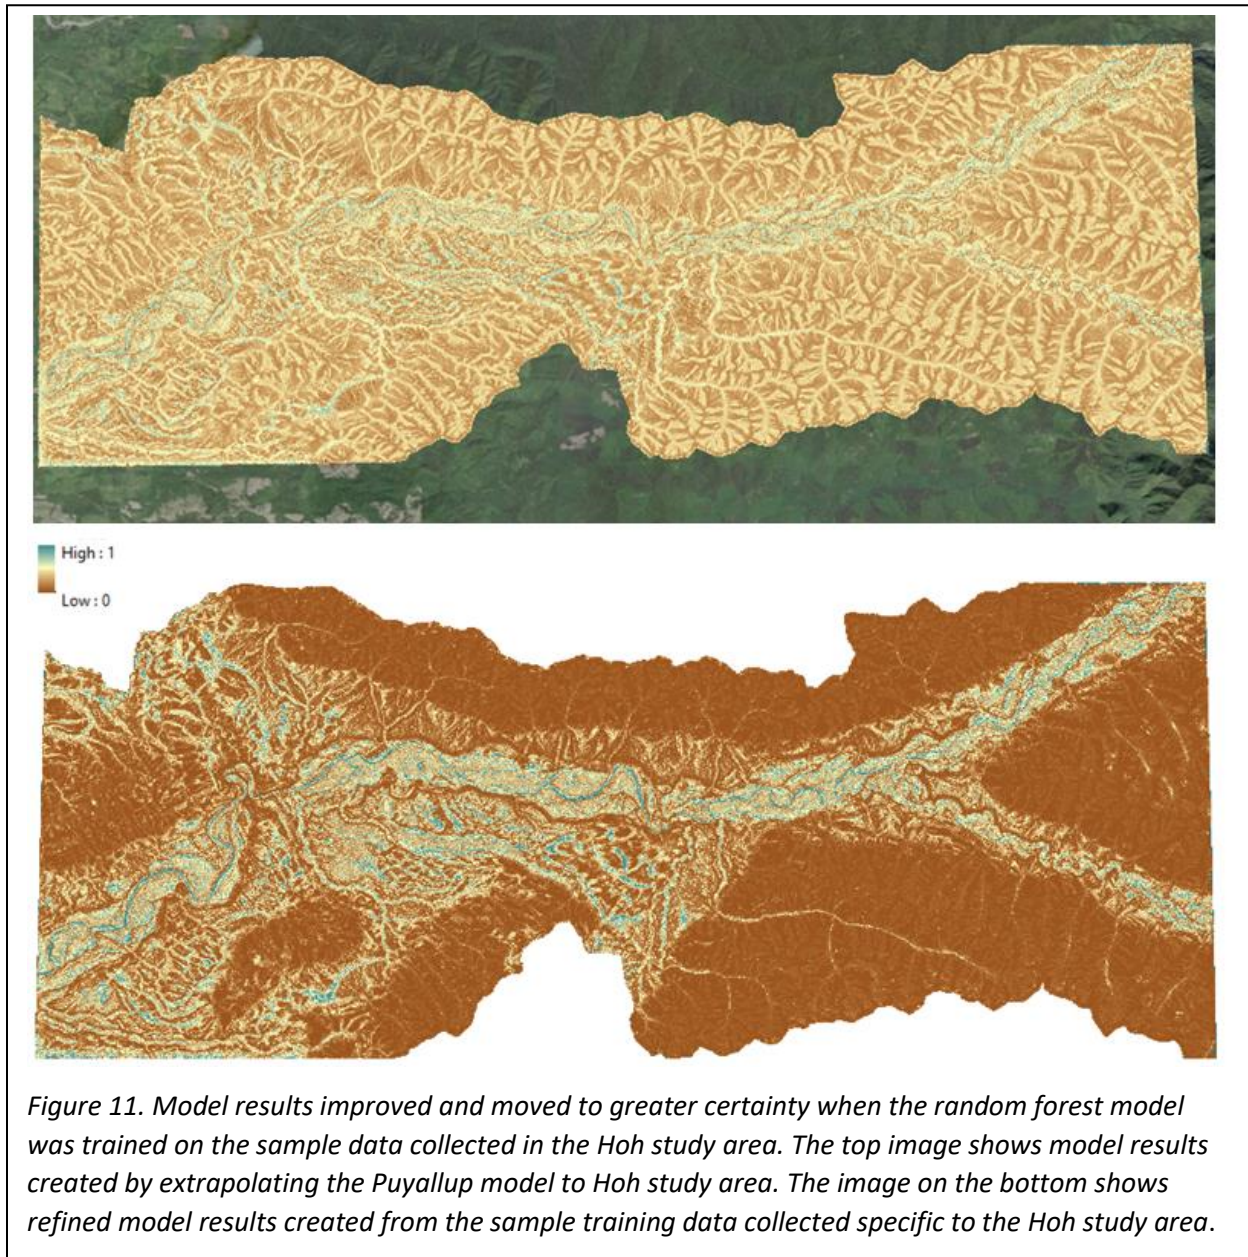 High : 1
Low : 0
Figure 11. Model results improved and moved to greater certainty when the random forest model
was trained on the sample data collected in the Hoh study area. The top image shows model results
created by extrapolating the Puyallup model to Hoh study area. The image on the bottom shows
refined model results created from the sample training data collected specific to the Hoh study area.